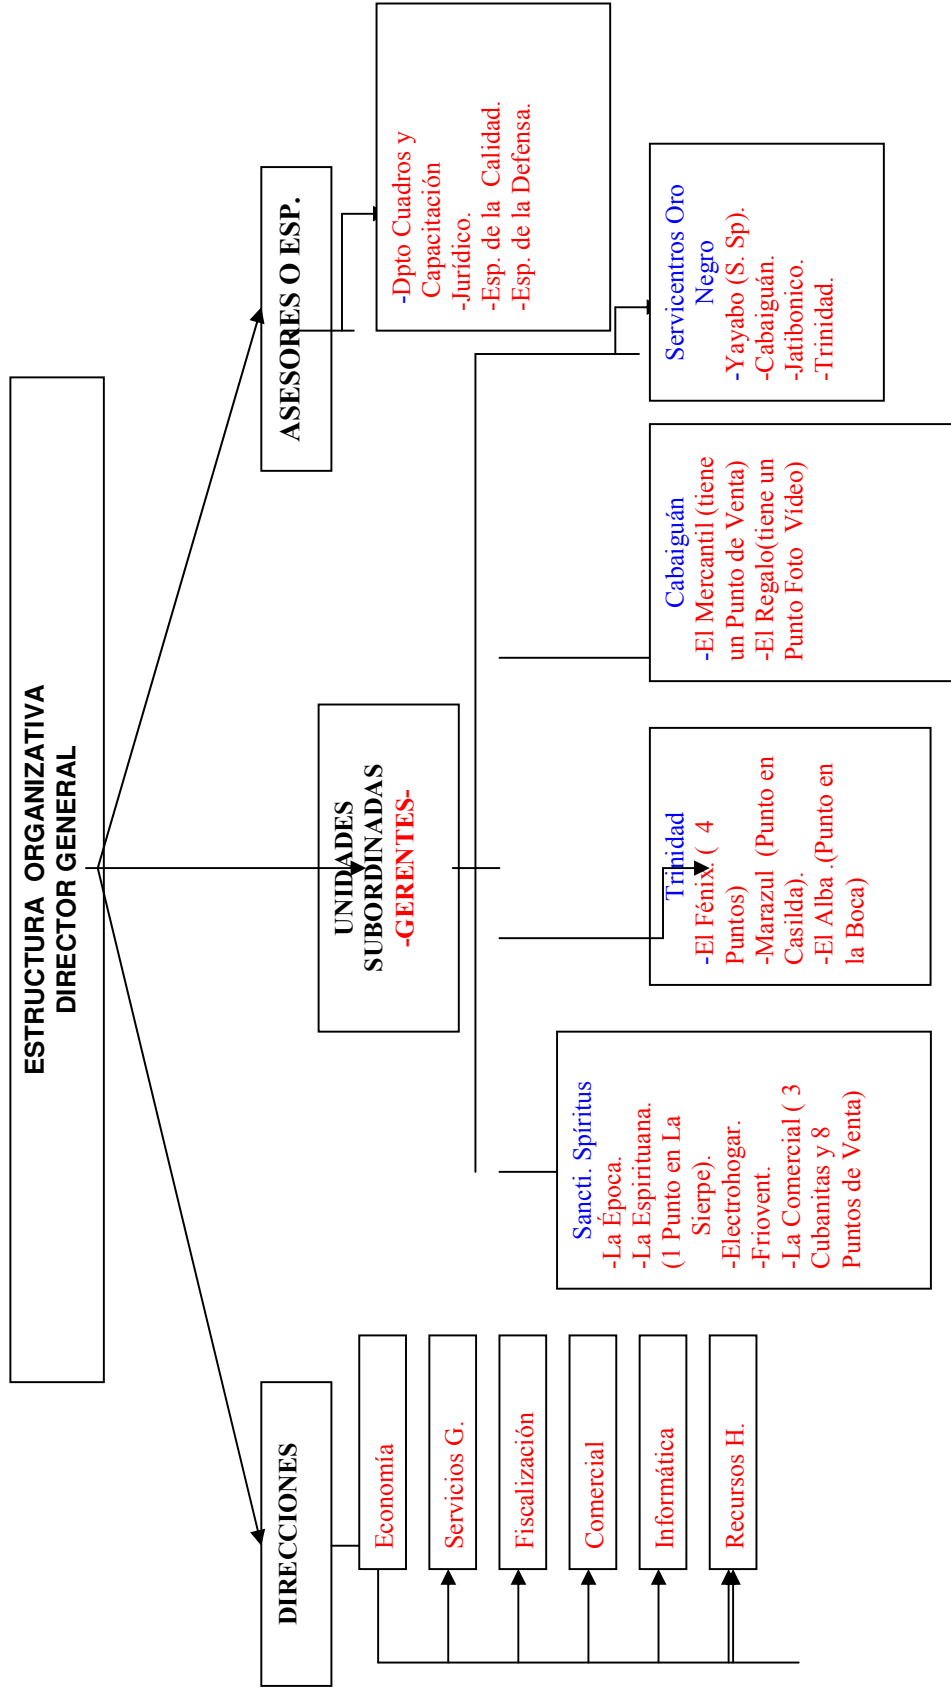 ESTRUCTURA ORGANIZATIVA
DIRECTOR GENERAL
DIRECCIONES
Economía
Servicios G.
Fiscalización
Comercial
Informática
Recursos H.
UNIDADES
SUBORDINADAS
-GERENTES-
ASESORES O ESP.
-Dpto Cuadros y
Capacitación
-Jurídico.
-Esp. de la Calidad.
-Esp. de la Defensa.
Sancti. Spíritus
-La Época.
-La Espirituana.
(1 Punto en La
Sierpe).
-Electrohogar.
-Friovent.
-La Comercial ( 3
Cubanitas y 8
Puntos de Venta)
Trinidad
-El Fénix. ( 4
Puntos)
-Marazul (Punto en
Casilda).
-El Alba .(Punto en
la Boca)
Cabaiguán
-El Mercantil (tiene
un Punto de Venta)
-El Regalo(tiene un
Punto Foto Vídeo)
Servicentros Oro
Negro
-Yayabo (S. Sp).
-Cabaiguán.
-Jatibonico.
-Trinidad.